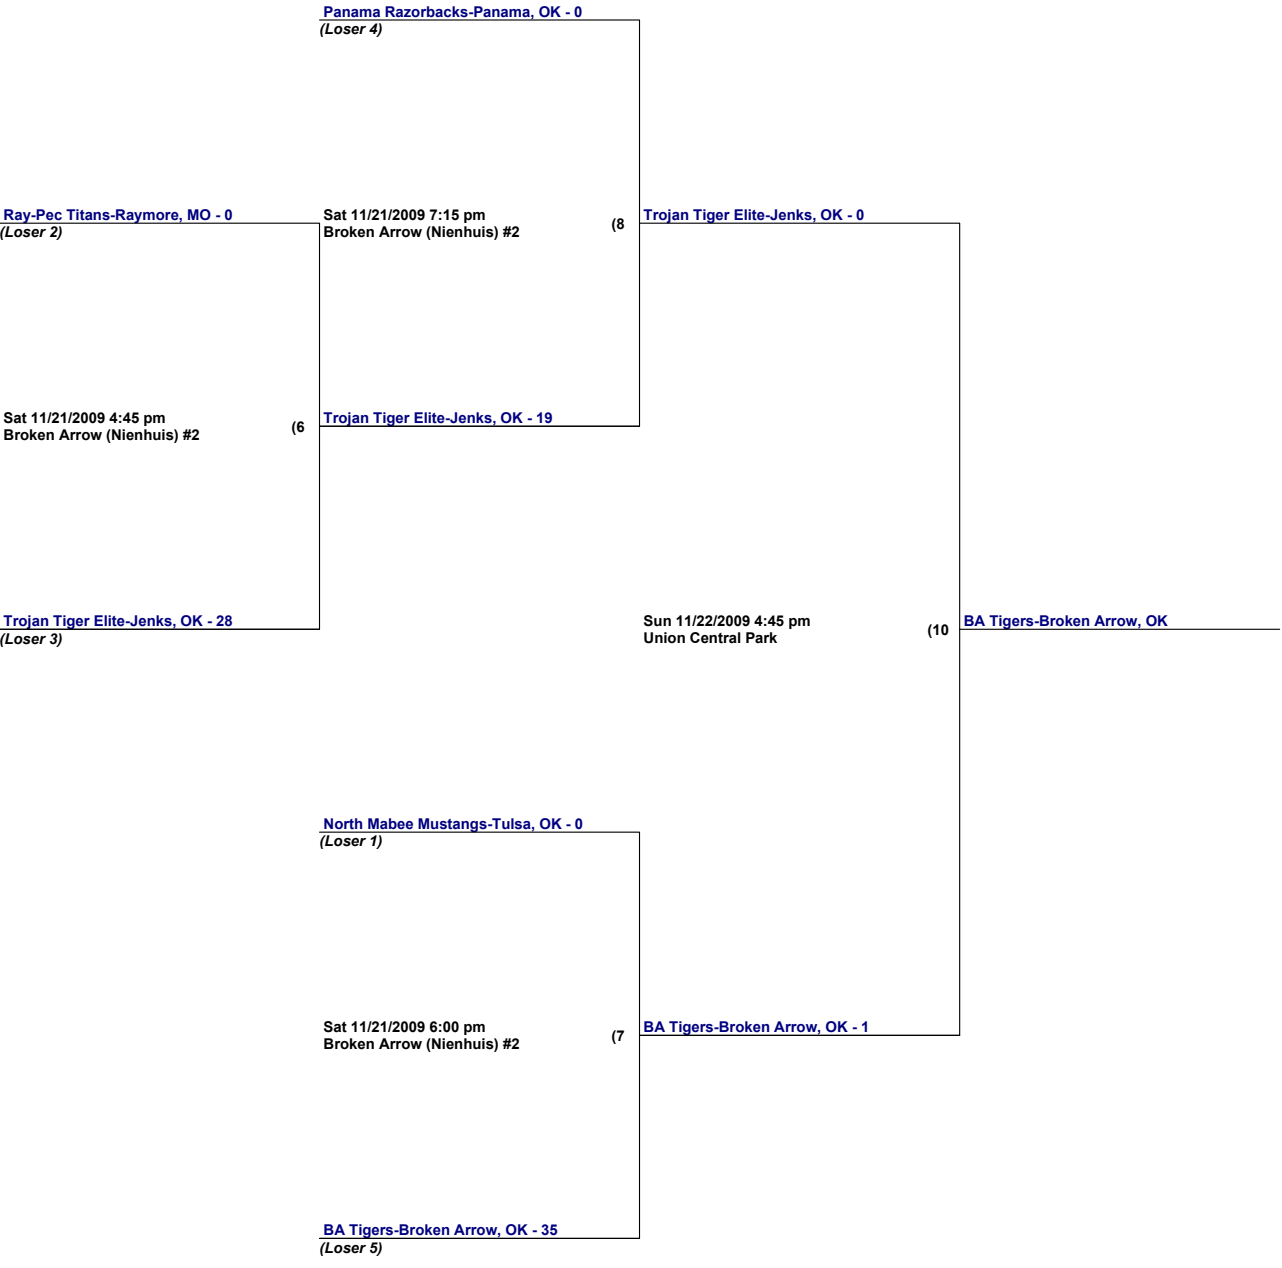 Panama Razorbacks-Panama, OK - 0
(Loser 4)
Ray-Pec Titans-Raymore, MO - 0
(Loser 2)
Sat 11/21/2009 7:15 pm
Broken Arrow (Nienhuis) #2
(8
Trojan Tiger Elite-Jenks, OK - 0
Sat 11/21/2009 4:45 pm
Broken Arrow (Nienhuis) #2
(6
Trojan Tiger Elite-Jenks, OK - 19
Trojan Tiger Elite-Jenks, OK - 28
(Loser 3)
Sun 11/22/2009 4:45 pm
Union Central Park
(10
BA Tigers-Broken Arrow, OK
North Mabee Mustangs-Tulsa, OK - 0
(Loser 1)
Sat 11/21/2009 6:00 pm
Broken Arrow (Nienhuis) #2
(7
BA Tigers-Broken Arrow, OK - 1
BA Tigers-Broken Arrow, OK - 35
(Loser 5)